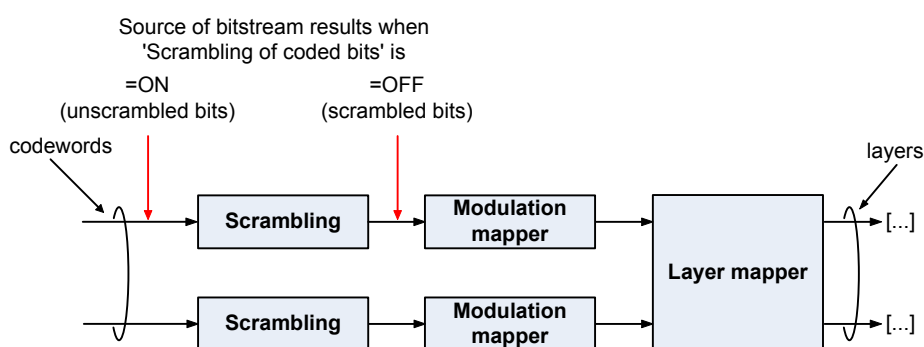 Source of bitstream results when
'Scrambling of coded bits' is
=ON
(unscrambled bits)
=OFF
(scrambled bits)
codewords
layers
Scrambling
Modulation
mapper
Layer mapper
[...]
Scrambling
Modulation
mapper
[...]